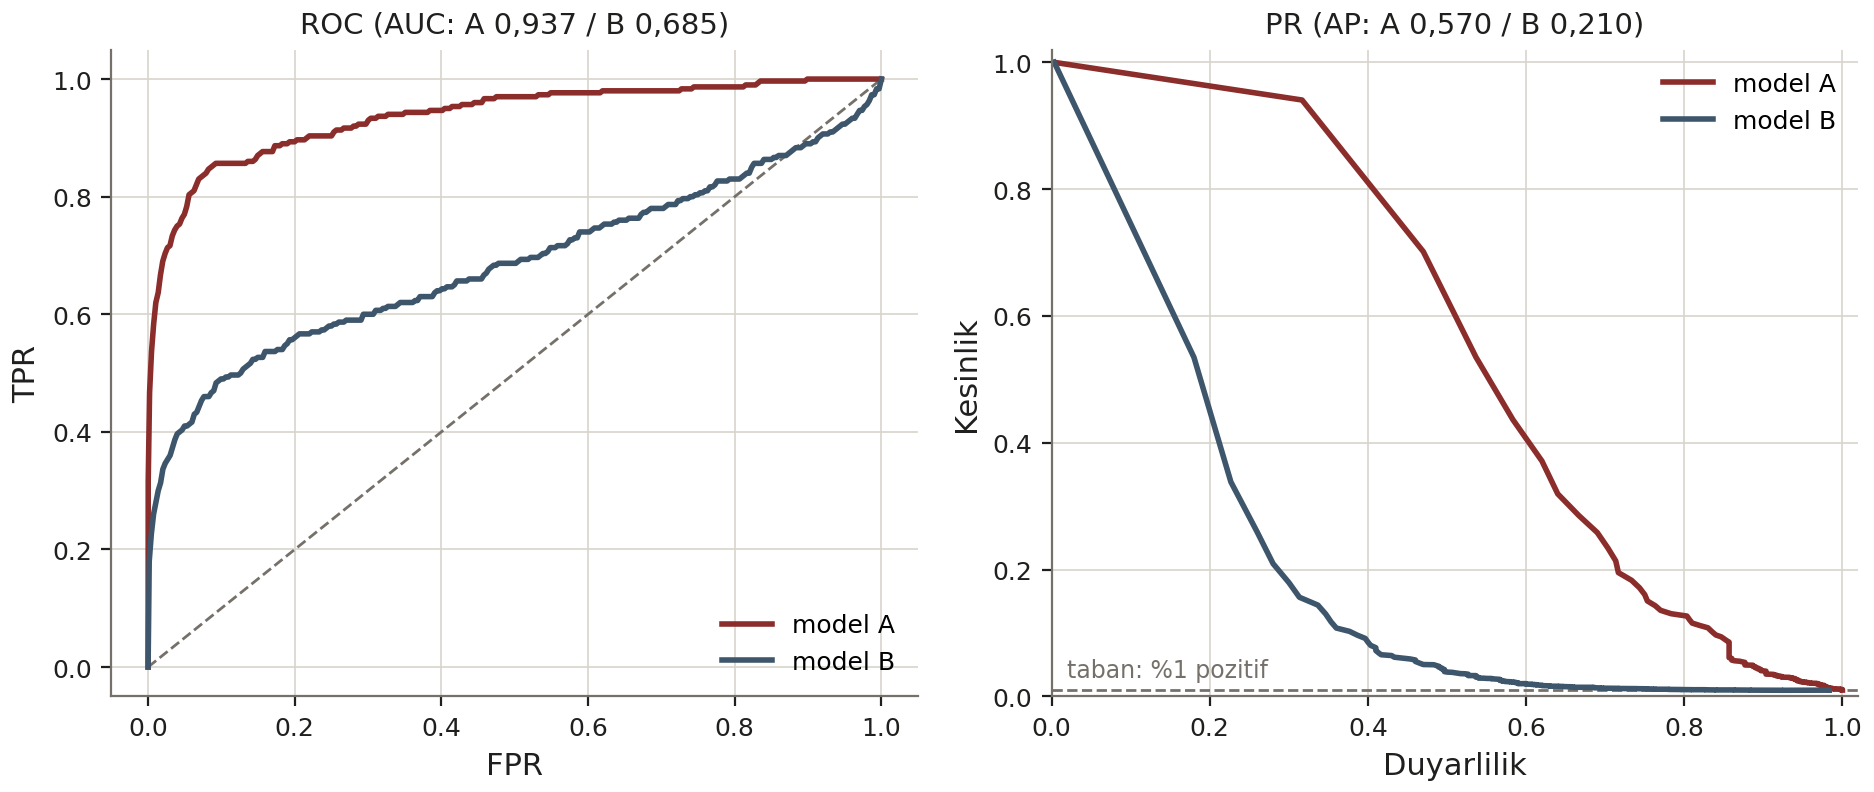 ROC (AUC: A 0,937 / B 0,685)
TPR
1.0
0.8
0.6
0.4
0.2
0.0
0.0 0.2 0.4 0.6 0.8 1.0
FPR
model A
model B
PR (AP: A 0,570 / B 0,210)
Kesinlik
1.0
0.8
0.6
0.4
0.2
0.0
model A
model B
taban: %1 pozitif
0.0 0.2 0.4 0.6 0.8 1.0
Duyarlilik